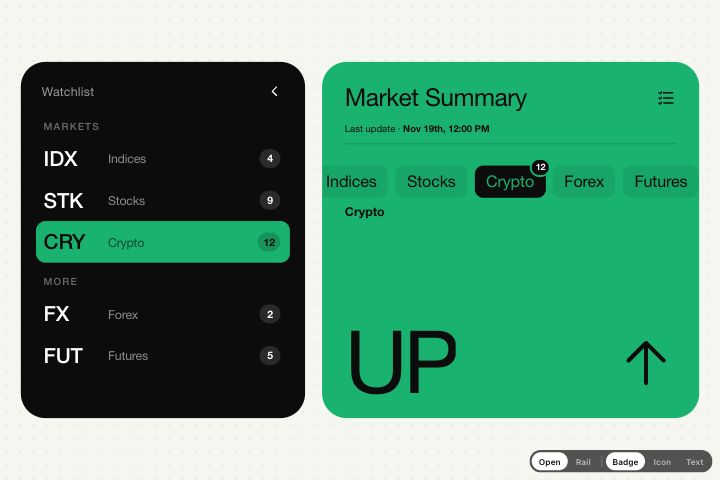 Watchlist
MARKETS
IDX Indices 4
STK Stocks 9
CRY Crypto 12
MORE
FX Forex 2
FUT Futures 5
Market Summary
Last update · Nov 19th, 12:00 PM
Indices Stocks Crypto 12 Forex Futures
Crypto
UP
Open Rail Badge Icon Text